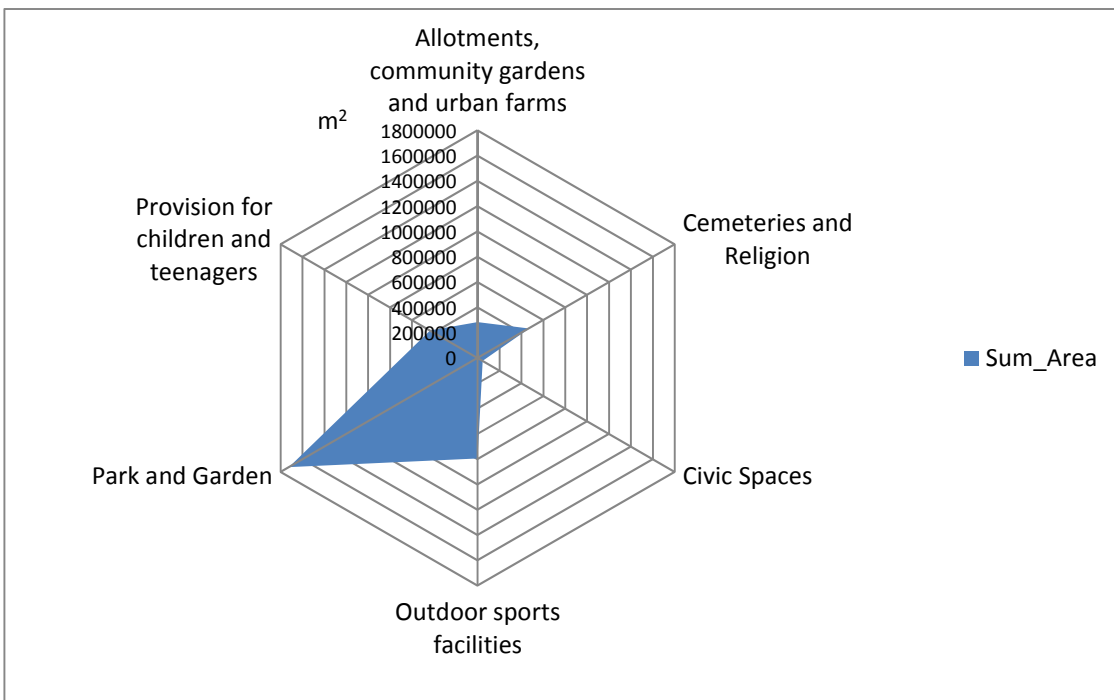 Allotments,
community gardens
and urban farms
m²
1800000
1600000
1400000
1200000
1000000
800000
600000
400000
200000
0
Provision for
children and
teenagers
Cemeteries and
Religion
Sum_Area
Park and Garden
Civic Spaces
Outdoor sports
facilities